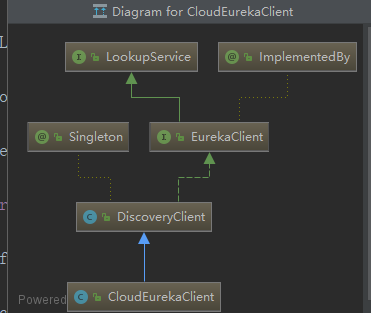 Diagram for CloudEurekaClient
L
I LookupService
@ ImplementedBy
o
e
@ Singleton
I EurekaClient
r
C DiscoveryClient
f
C CloudEurekaClient
Powered